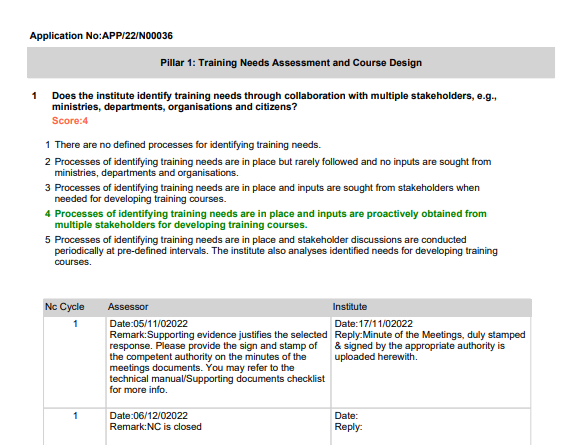 Application No:APP/22/N00036
Pillar 1: Training Needs Assessment and Course Design
1 Does the institute identify training needs through collaboration with multiple stakeholders, e.g.,
ministries, departments, organisations and citizens?
Score:4
1 There are no defined processes for identifying training needs.
2 Processes of identifying training needs are in place but rarely followed and no inputs are sought from
ministries, departments and organisations.
3 Processes of identifying training needs are in place and inputs are sought from stakeholders when
needed for developing training courses.
4 Processes of identifying training needs are in place and inputs are proactively obtained from
multiple stakeholders for developing training courses.
5 Processes of identifying training needs are in place and stakeholder discussions are conducted
periodically at pre-defined intervals. The institute also analyses identified needs for developing training
courses.
Nc Cycle Assessor Institute
1 Date:05/11/02022 Date:17/11/02022
Remark:Supporting evidence justifies the selected Reply:Minute of the Meetings, duly stamped
response. Please provide the sign and stamp of & signed by the appropriate authority is
the competent authority on the minutes of the uploaded herewith.
meetings documents. You may refer to the
technical manual/Supporting documents checklist
for more info.
1 Date:06/12/02022 Date:
Remark:NC is closed Reply: